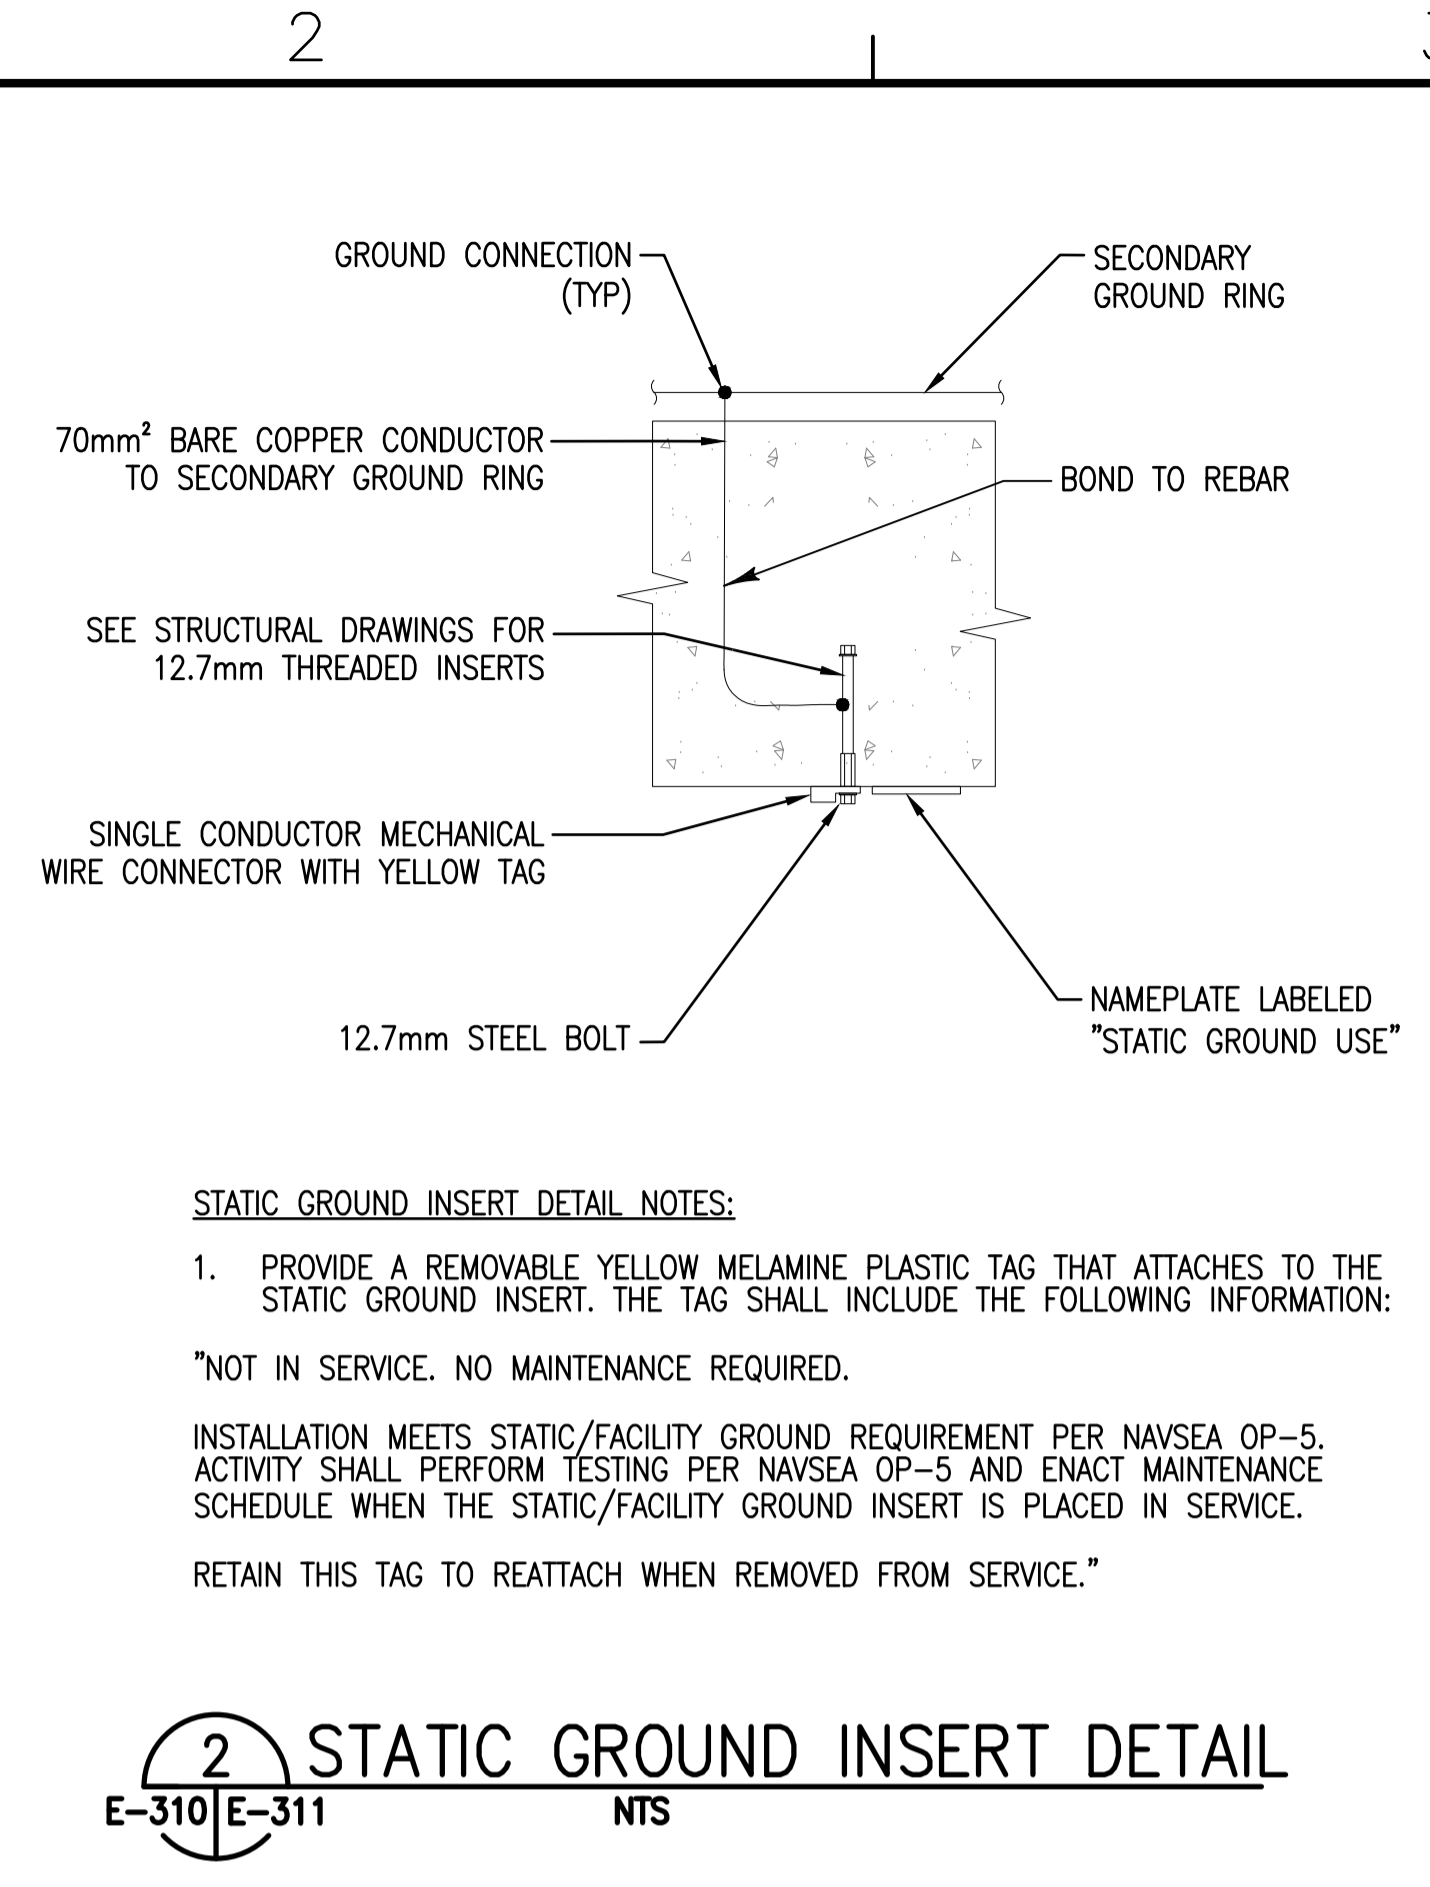 2
GROUND CONNECTION
(TYP)
SECONDARY
GROUND RING
70mm² BARE COPPER CONDUCTOR
TO SECONDARY GROUND RING
BOND TO REBAR
SEE STRUCTURAL DRAWINGS FOR
12.7mm THREADED INSERTS
SINGLE CONDUCTOR MECHANICAL
WIRE CONNECTOR WITH YELLOW TAG
12.7mm STEEL BOLT
NAMEPLATE LABELED
"STATIC GROUND USE"
STATIC GROUND INSERT DETAIL NOTES:
1. PROVIDE A REMOVABLE YELLOW MELAMINE PLASTIC TAG THAT ATTACHES TO THE
STATIC GROUND INSERT. THE TAG SHALL INCLUDE THE FOLLOWING INFORMATION:
"NOT IN SERVICE. NO MAINTENANCE REQUIRED.
INSTALLATION MEETS STATIC/FACILITY GROUND REQUIREMENT PER NAVSEA OP-5.
ACTIVITY SHALL PERFORM TESTING PER NAVSEA OP-5 AND ENACT MAINTENANCE
SCHEDULE WHEN THE STATIC/FACILITY GROUND INSERT IS PLACED IN SERVICE.
RETAIN THIS TAG TO REATTACH WHEN REMOVED FROM SERVICE."
2 STATIC GROUND INSERT DETAIL
E-310 E-311 NTS